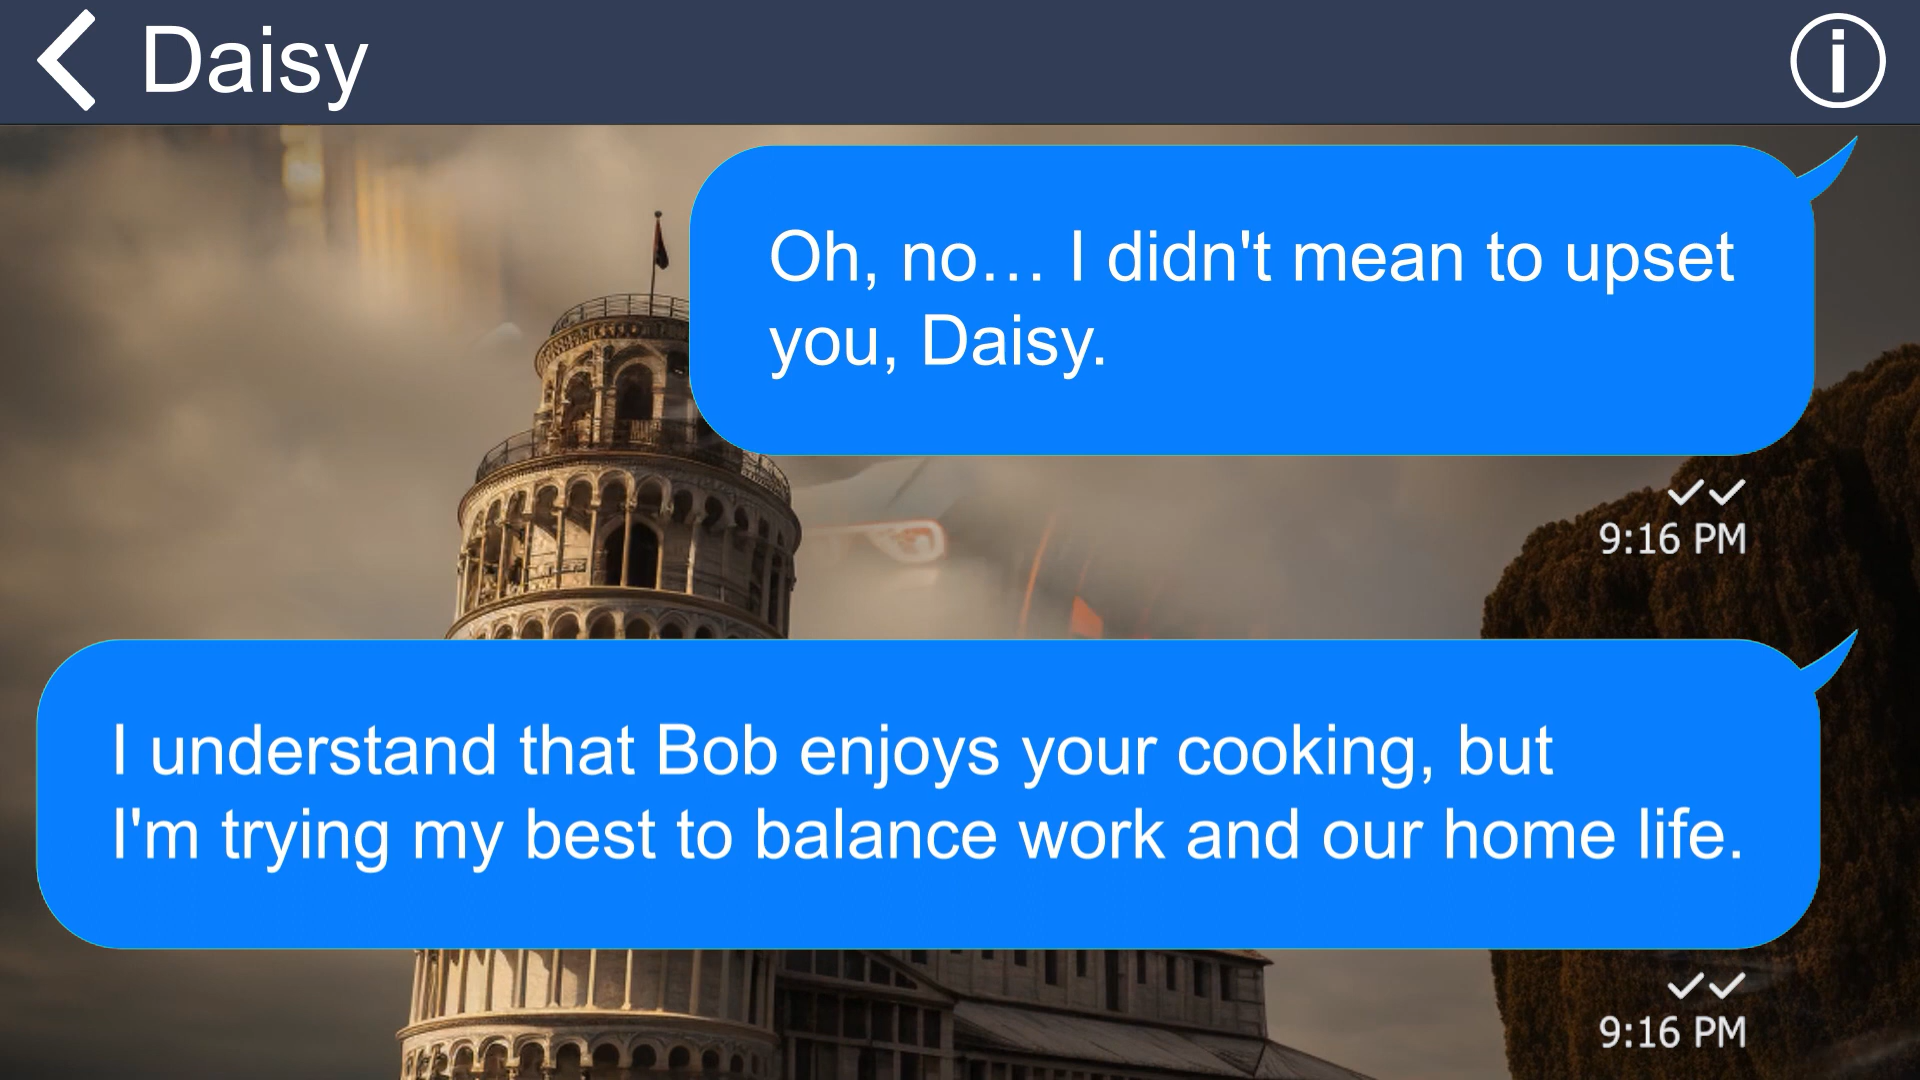 Daisy
Oh, no… I didn't mean to upset
you, Daisy.
9:16 PM
I understand that Bob enjoys your cooking, but
I'm trying my best to balance work and our home life.
9:16 PM